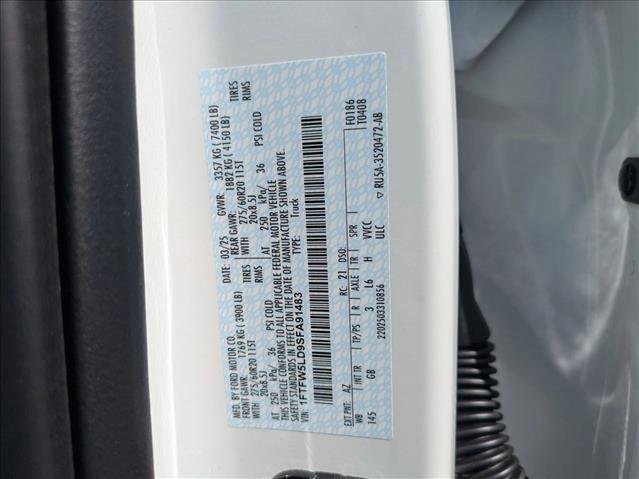 MFD. BY FORD MOTOR CO.
DATE: 03/25 GVWR: 3357 KG ( 7400 LB)
FRONT GAWR: 1769 KG ( 3900 LB) REAR GAWR: 1882 KG ( 4150 LB)
WITH 275/60R20 115T TIRES WITH 275/60R20 115T TIRES
20x8.5J RIMS 20x8.5J RIMS
AT 250 kPa/ 36 PSI COLD AT 250 kPa/ 36 PSI COLD
THIS VEHICLE CONFORMS TO ALL APPLICABLE FEDERAL MOTOR VEHICLE
SAFETY STANDARDS IN EFFECT ON THE DATE OF MANUFACTURE SHOWN ABOVE.
VIN: 1FTFW5LD9SFA91483 TYPE: Truck
F0186
T0408
EXT.PNT: AZ RC: 21 DSO:
WB INT TR TP/PS R AXLE TR SPR
145 GB 3 L6 H VVCC
ULC
2202503310856 ▽ RU5A-3520472-AB